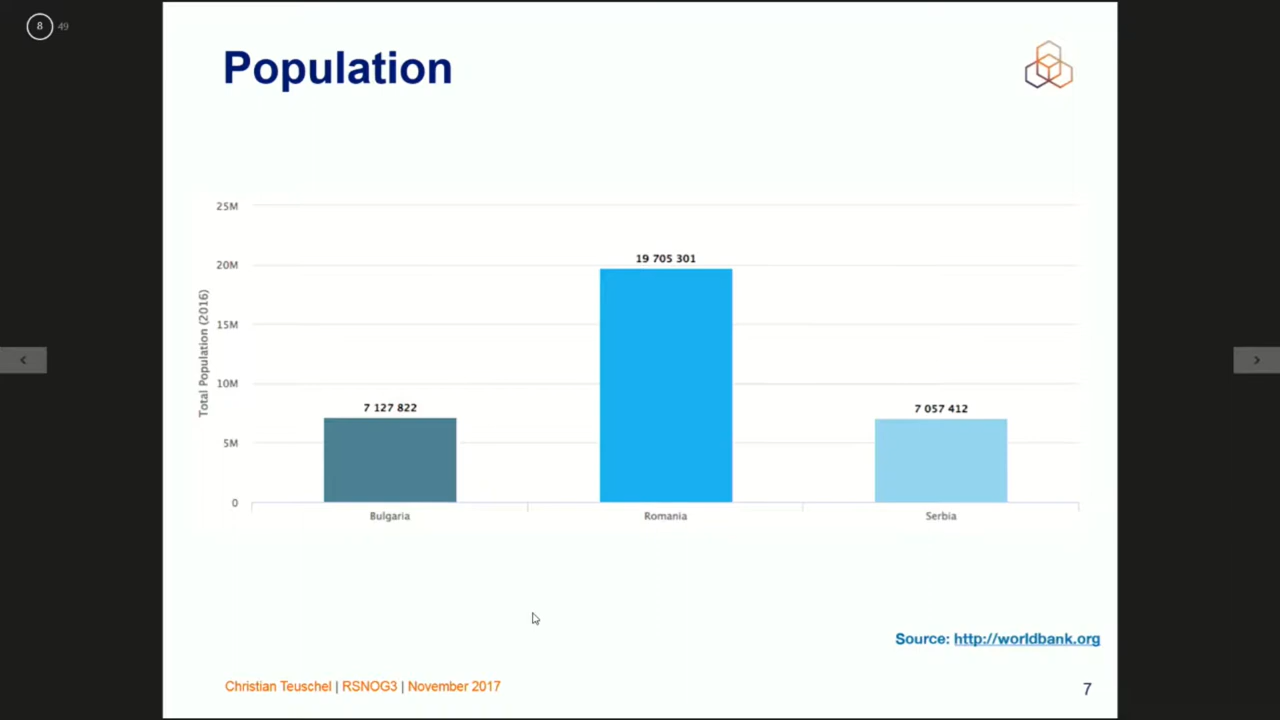 8 49
Population
25M
20M
15M
10M
5M
0
Total Population (2016)
7 127 822
19 705 301
7 057 412
Bulgaria
Romania
Serbia
Source: http://worldbank.org
Christian Teuschel | RSNOG3 | November 2017
7